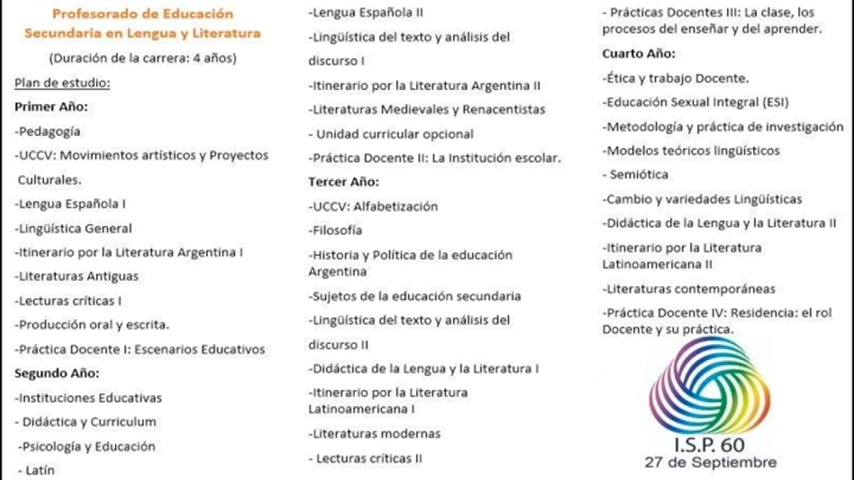 Profesorado de Educación
Secundaria en Lengua y Literatura
(Duración de la carrera: 4 años)
Plan de estudio:
Primer Año:
-Pedagogía
-UCCV: Movimientos artísticos y Proyectos
Culturales.
-Lengua Española I
-Lingüística General
-Itinerario por la Literatura Argentina I
-Literaturas Antiguas
-Lecturas críticas I
-Producción oral y escrita.
-Práctica Docente I: Escenarios Educativos
Segundo Año:
-Instituciones Educativas
- Didáctica y Curriculum
-Psicología y Educación
- Latín
-Lengua Española II
-Lingüística del texto y análisis del
discurso I
-Itinerario por la Literatura Argentina II
-Literaturas Medievales y Renacentistas
- Unidad curricular opcional
-Práctica Docente II: La Institución escolar.
Tercer Año:
-UCCV: Alfabetización
-Filosofía
-Historia y Política de la educación
Argentina
-Sujetos de la educación secundaria
-Lingüística del texto y análisis del
discurso II
-Didáctica de la Lengua y la Literatura I
-Itinerario por la Literatura
Latinoamericana I
-Literaturas modernas
- Lecturas críticas II
- Prácticas Docentes III: La clase, los
procesos del enseñar y del aprender.
Cuarto Año:
-Ética y trabajo Docente.
-Educación Sexual Integral (ESI)
-Metodología y práctica de investigación
-Modelos teóricos lingüísticos
- Semiótica
-Cambio y variedades Lingüísticas
-Didáctica de la Lengua y la Literatura II
-Itinerario por la Literatura
Latinoamericana II
-Literaturas contemporáneas
-Práctica Docente IV: Residencia: el rol
Docente y su práctica.
I.S.P. 60
27 de Septiembre